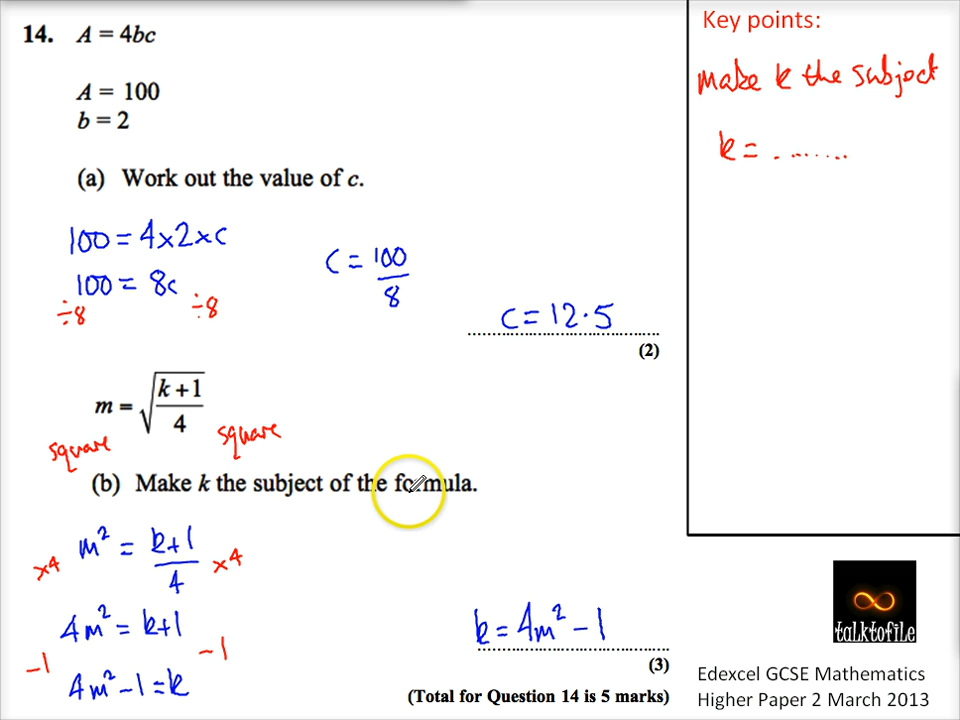 14. A = 4bc
A = 100
b = 2
(a) Work out the value of c.
100 = 4×2×c
100 = 8c
÷8 ÷8
c = 100/8
c = 12.5
(2)
m = √((k+1)/4)
square square
(b) Make k the subject of the formula.
m² = (k+1)/4
×4 ×4
4m² = k+1
−1 −1
4m² − 1 = k
k = 4m² − 1
(3)
(Total for Question 14 is 5 marks)
Key points:
make k the subject
k = ........
talktofile
Edexcel GCSE Mathematics
Higher Paper 2 March 2013